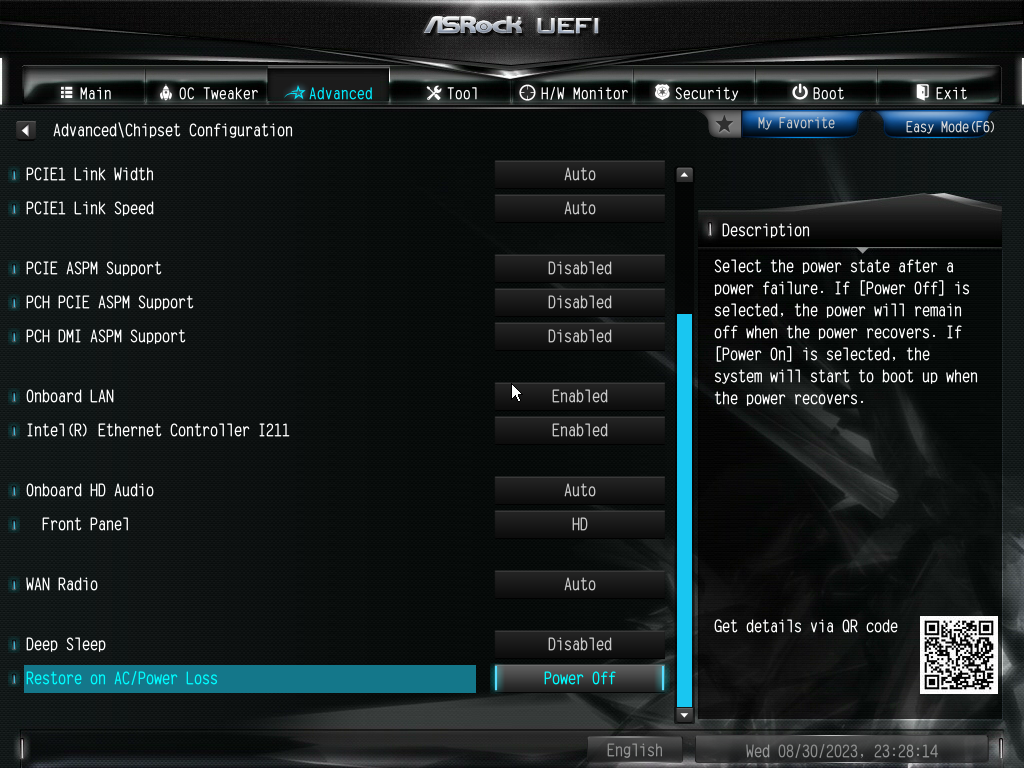 ASRock UEFI
Main
OC Tweaker
Advanced
Tool
H/W Monitor
Security
Boot
Exit
Advanced\Chipset Configuration
My Favorite
Easy Mode(F6)
PCIE1 Link Width Auto
PCIE1 Link Speed Auto
PCIE ASPM Support Disabled
PCH PCIE ASPM Support Disabled
PCH DMI ASPM Support Disabled
Onboard LAN Enabled
Intel(R) Ethernet Controller I211 Enabled
Onboard HD Audio Auto
Front Panel HD
WAN Radio Auto
Deep Sleep Disabled
Restore on AC/Power Loss Power Off
Description
Select the power state after a
power failure. If [Power Off] is
selected, the power will remain
off when the power recovers. If
[Power On] is selected, the
system will start to boot up when
the power recovers.
Get details via QR code
English
Wed 08/30/2023, 23:28:14